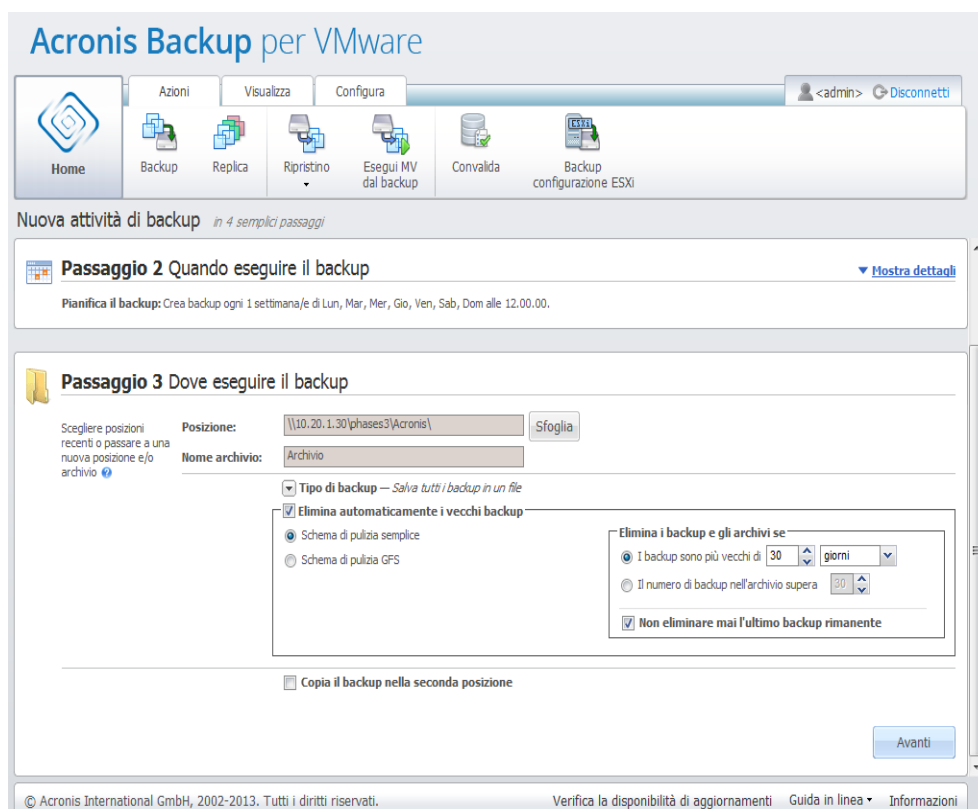 Acronis Backup per VMware
Azioni
Visualizza
Configura
<admin>
Disconnetti
Home
Backup
Replica
Ripristino
Esegui MV
dal backup
Convalida
Backup
configurazione ESXi
Nuova attività di backup in 4 semplici passaggi
Passaggio 2 Quando eseguire il backup
Mostra dettagli
Pianifica il backup: Crea backup ogni 1 settimana/e di Lun, Mar, Mer, Gio, Ven, Sab, Dom alle 12.00.00.
Passaggio 3 Dove eseguire il backup
Scegliere posizioni
recenti o passare a una
nuova posizione e/o
archivio
Posizione:
\\10.20.1.30\phases3\Acronis\
Sfoglia
Nome archivio:
Archivio
Tipo di backup — Salva tutti i backup in un file
Elimina automaticamente i vecchi backup
Schema di pulizia semplice
Schema di pulizia GFS
Elimina i backup e gli archivi se
I backup sono più vecchi di 30 giorni
Il numero di backup nell'archivio supera 30
Non eliminare mai l'ultimo backup rimanente
Copia il backup nella seconda posizione
Avanti
© Acronis International GmbH, 2002-2013. Tutti i diritti riservati.
Verifica la disponibilità di aggiornamenti
Guida in linea
Informazioni